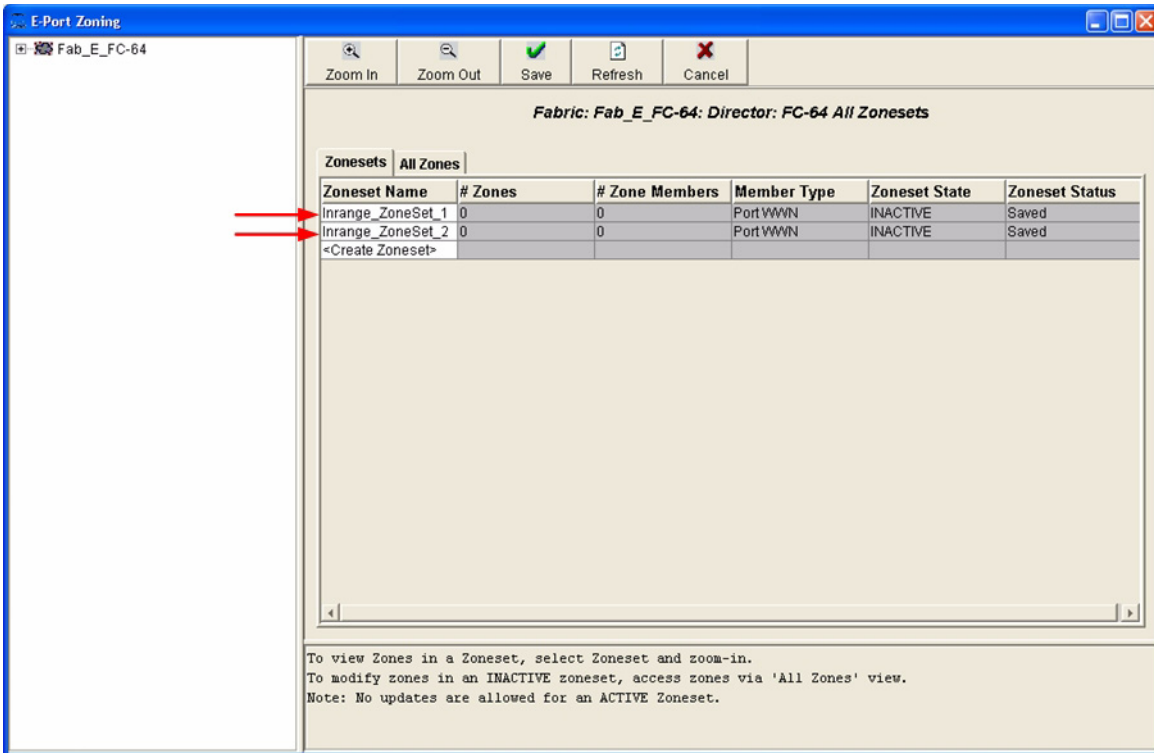 E-Port Zoning
Fab_E_FC-64
Zoom In Zoom Out Save Refresh Cancel
Fabric: Fab_E_FC-64: Director: FC-64 All Zonesets
Zonesets All Zones
Zoneset Name # Zones # Zone Members Member Type Zoneset State Zoneset Status
Inrange_ZoneSet_1 0 0 Port WWN INACTIVE Saved
Inrange_ZoneSet_2 0 0 Port WWN INACTIVE Saved
<Create Zoneset>
To view Zones in a Zoneset, select Zoneset and zoom-in.
To modify zones in an INACTIVE zoneset, access zones via 'All Zones' view.
Note: No updates are allowed for an ACTIVE Zoneset.